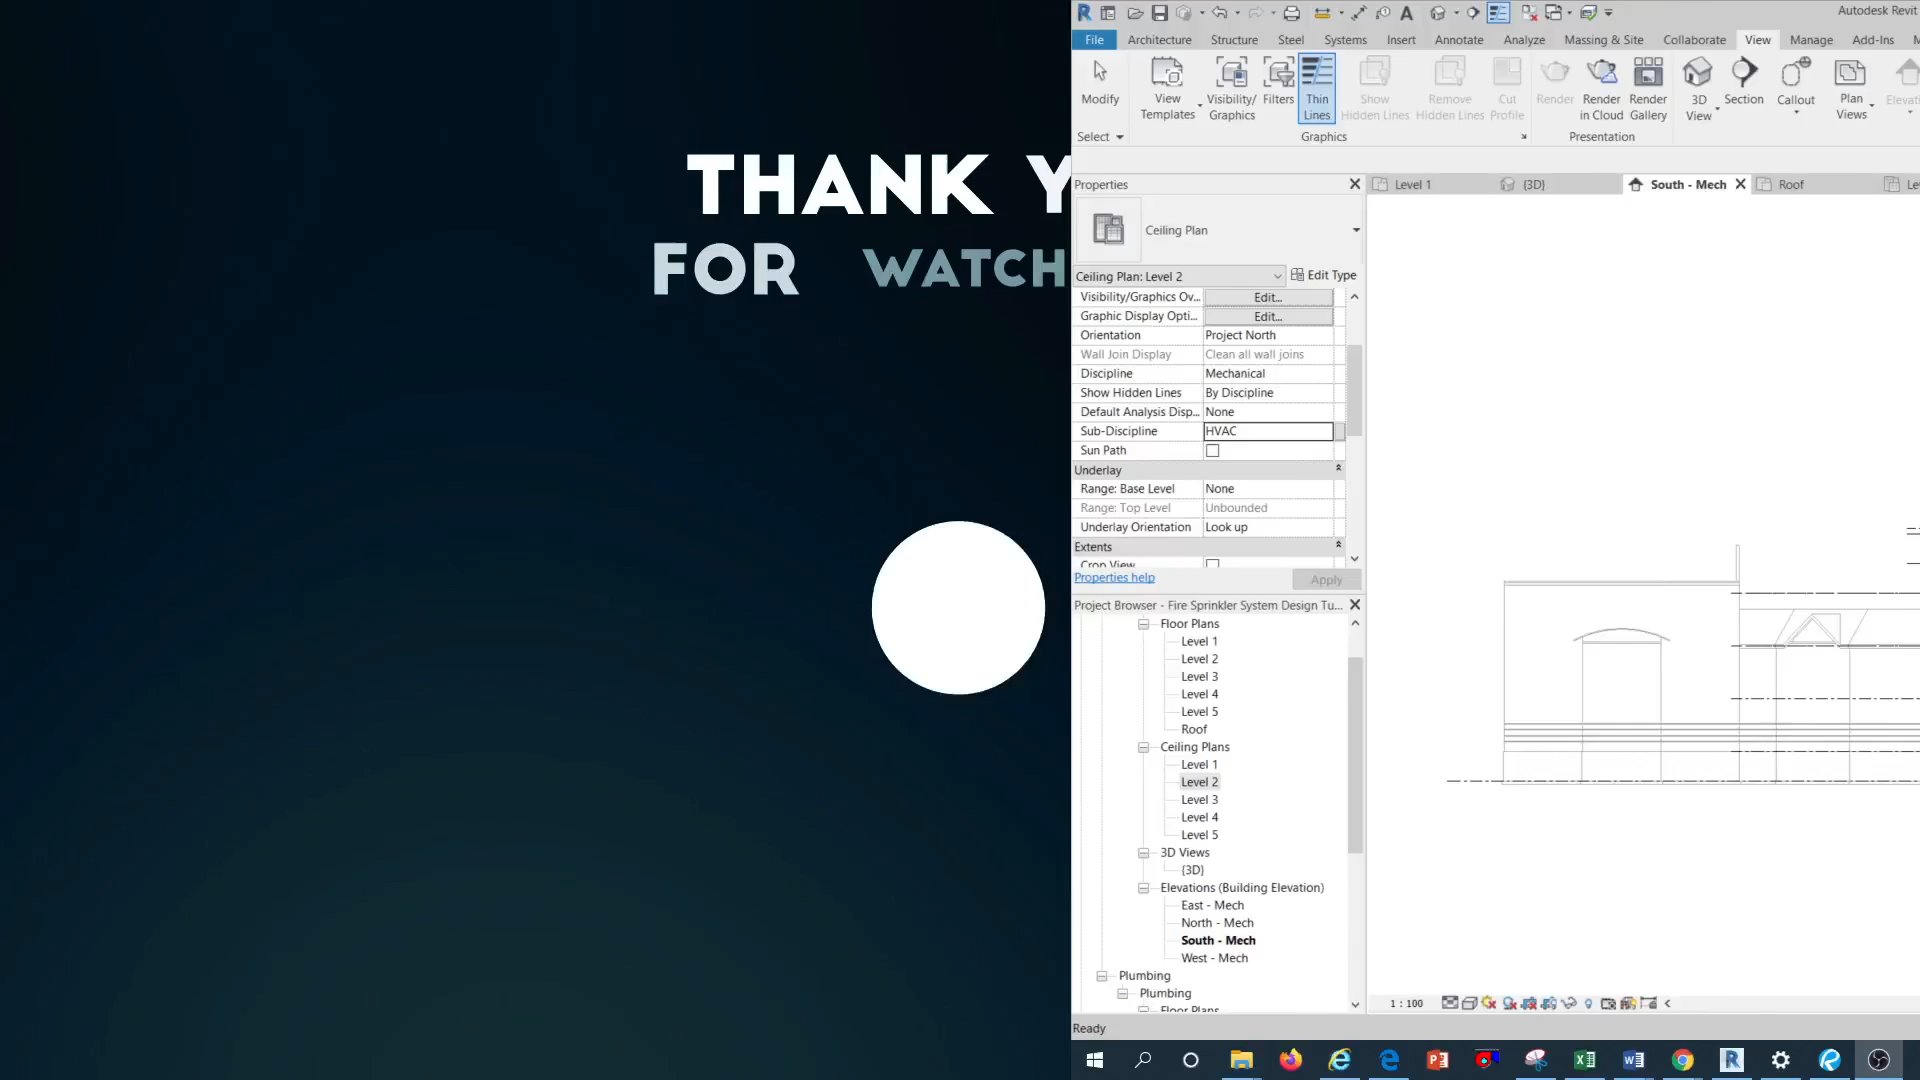 THANK Y
FOR WATCH
Autodesk Revit
File Architecture Structure Steel Systems Insert Annotate Analyze Massing & Site Collaborate View Manage Add-Ins
Modify
View Templates
Visibility/ Graphics
Filters
Thin Lines
Show Hidden Lines
Remove Hidden Lines
Cut Profile
Render
Render in Cloud
Render Gallery
3D View
Section
Callout
Plan Views
Elevati
Select
Graphics
Presentation
Properties
Level 1
(3D)
South - Mech
Roof
Le
Ceiling Plan
Ceiling Plan: Level 2
Edit Type
Visibility/Graphics Ov... Edit...
Graphic Display Opti... Edit...
Orientation Project North
Wall Join Display Clean all wall joins
Discipline Mechanical
Show Hidden Lines By Discipline
Default Analysis Disp... None
Sub-Discipline HVAC
Sun Path
Underlay
Range: Base Level None
Range: Top Level Unbounded
Underlay Orientation Look up
Extents
Crop View
Properties help Apply
Project Browser - Fire Sprinkler System Design Tu...
Floor Plans
Level 1
Level 2
Level 3
Level 4
Level 5
Roof
Ceiling Plans
Level 1
Level 2
Level 3
Level 4
Level 5
3D Views
(3D)
Elevations (Building Elevation)
East - Mech
North - Mech
South - Mech
West - Mech
Plumbing
Plumbing
Floor Plans
1 : 100
Ready